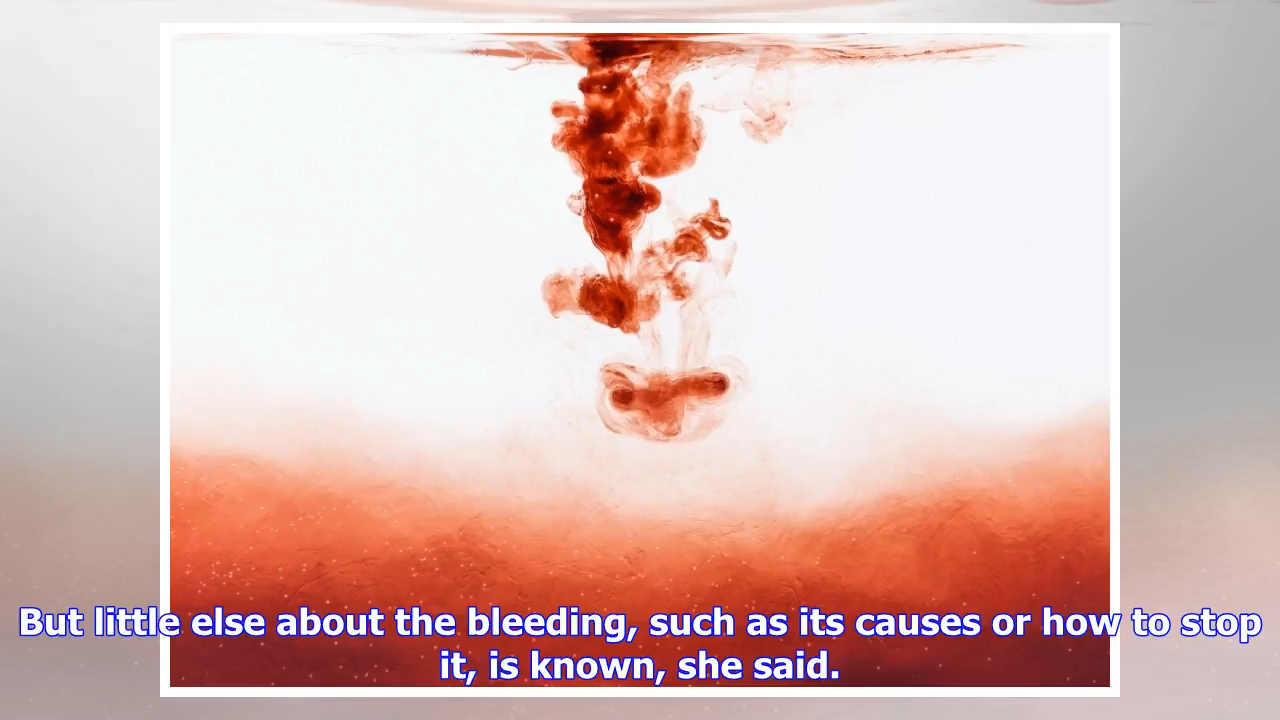 But little else about the bleeding, such as its causes or how to stop
it, is known, she said.